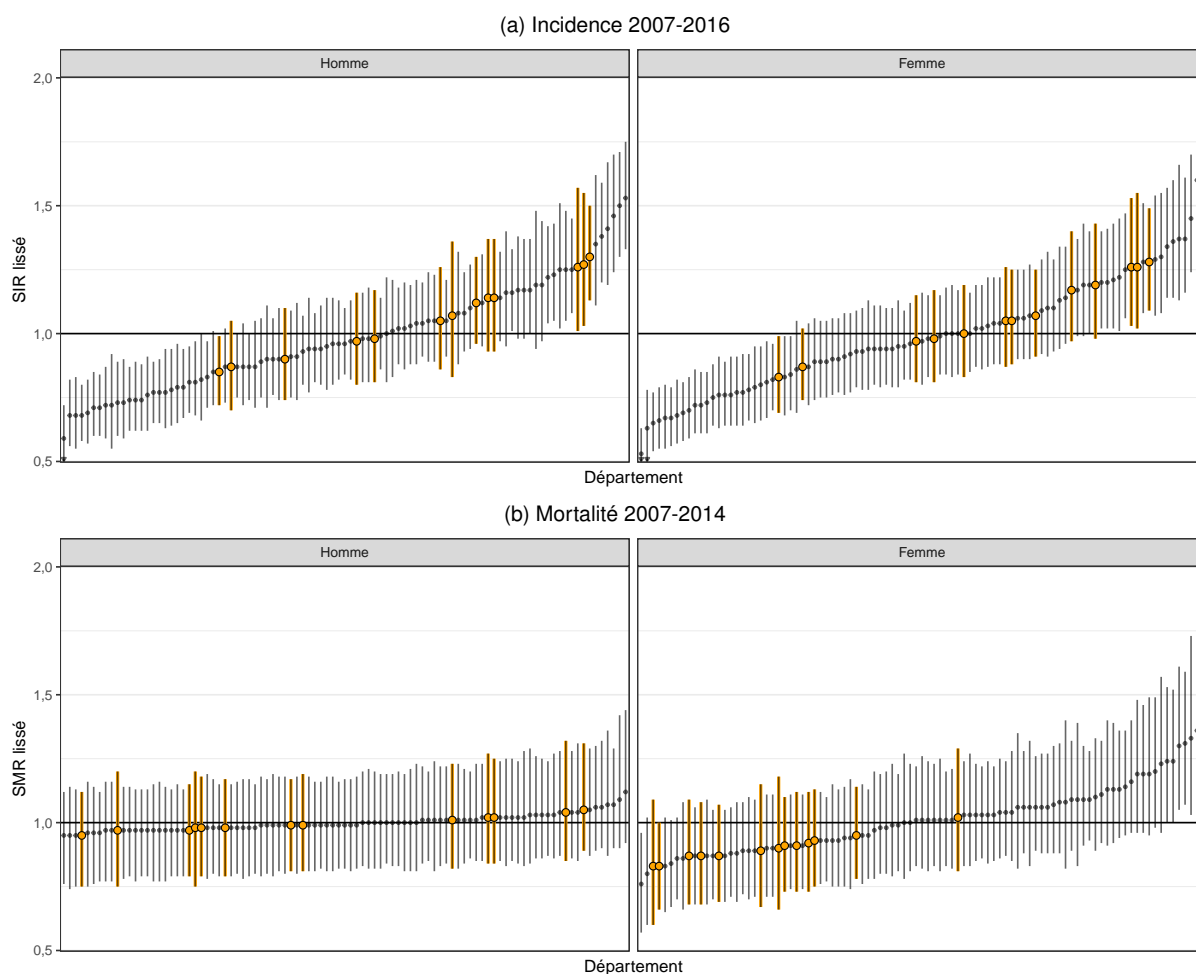 (a) Incidence 2007-2016
Homme
Femme
2,0
1,5
1,0
0,5
SIR lissé
Département
(b) Mortalité 2007-2014
Homme
Femme
2,0
1,5
1,0
0,5
SMR lissé
Département